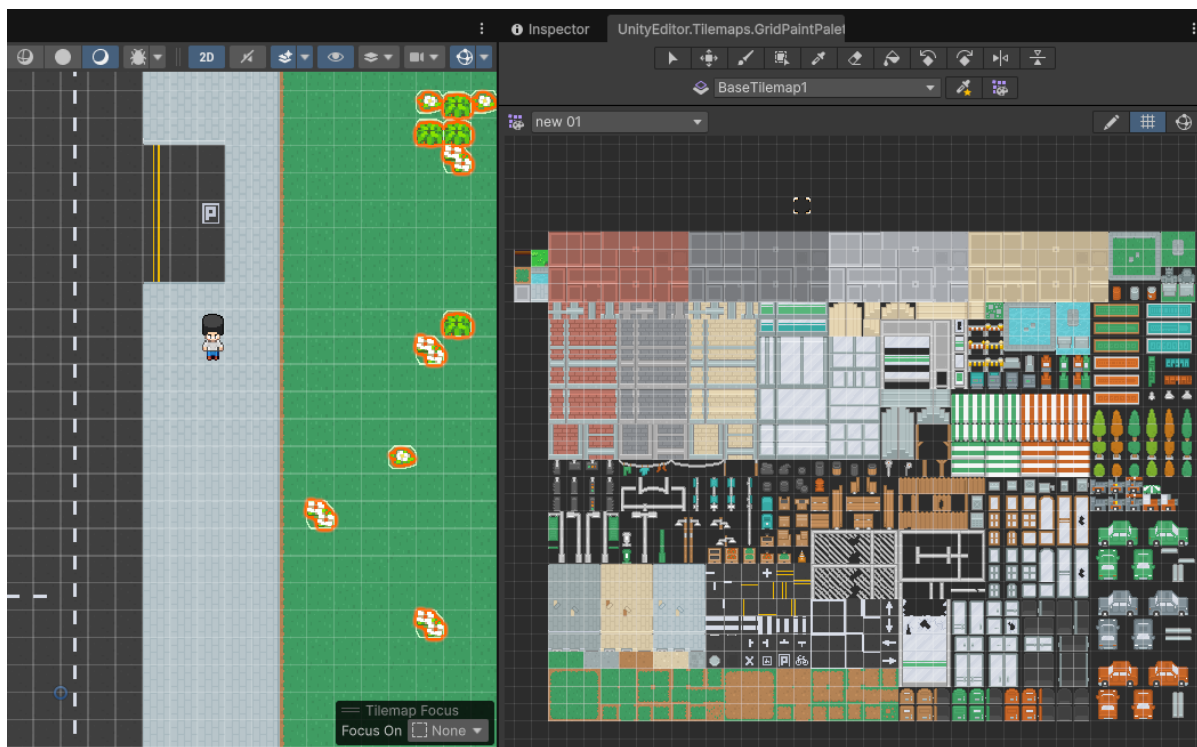 Inspector
UnityEditor.Tilemaps.GridPaintPalet
2D
BaseTilemap1
new 01
P
X
P
Tilemap Focus
Focus On
None